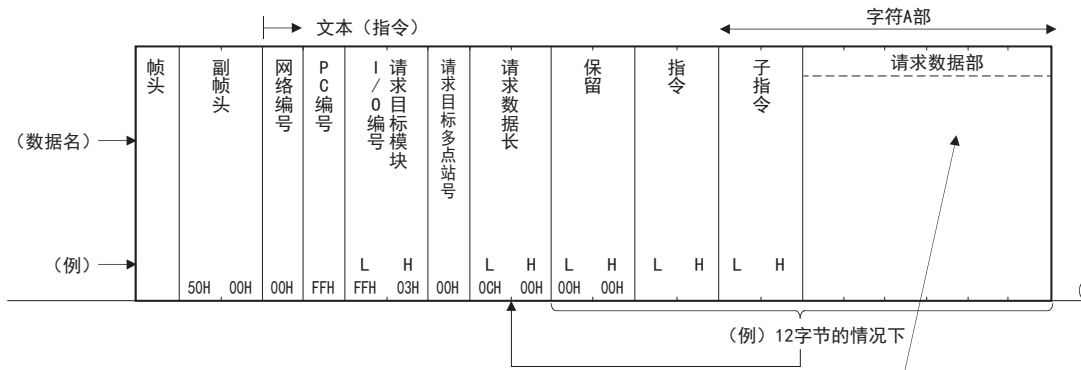 文本（指令）
字符A部
帧头
副帧头
网络编号
PC编号
请求目标模块
I/O编号
请求目标多点站号
请求数据长
保留
指令
子指令
请求数据部
（数据名）
（例）
L H L H L H L H L H
50H 00H 00H FFH FFH 03H 00H 0CH 00H 00H 00H
（例）12字节的情况下